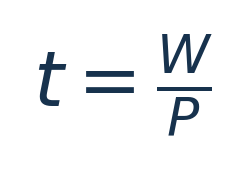 t = W/P